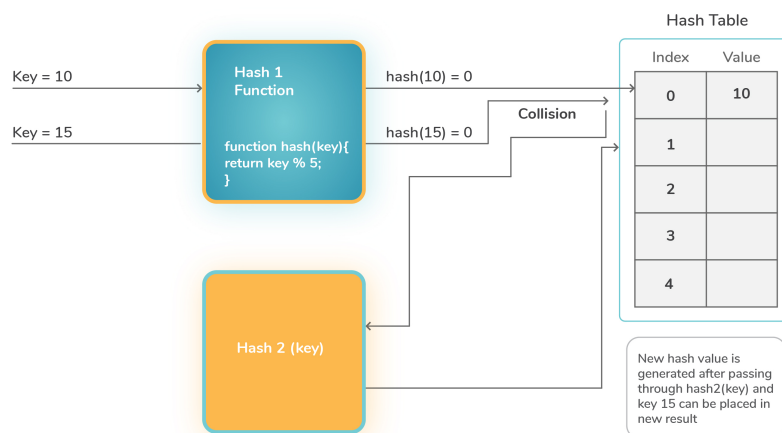 Hash Table
Index Value
Key = 10
Hash 1
Function
hash(10) = 0
0 10
Collision
Key = 15
hash(15) = 0
function hash(key){
return key % 5;
}
1
2
3
4
Hash 2 (key)
New hash value is
generated after passing
through hash2(key) and
key 15 can be placed in
new result